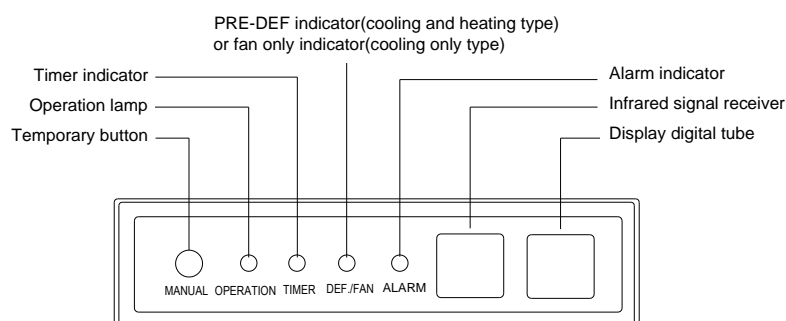 PRE-DEF indicator(cooling and heating type)
or fan only indicator(cooling only type)
Timer indicator
Operation lamp
Temporary button
Alarm indicator
Infrared signal receiver
Display digital tube
MANUAL OPERATION TIMER DEF./FAN ALARM